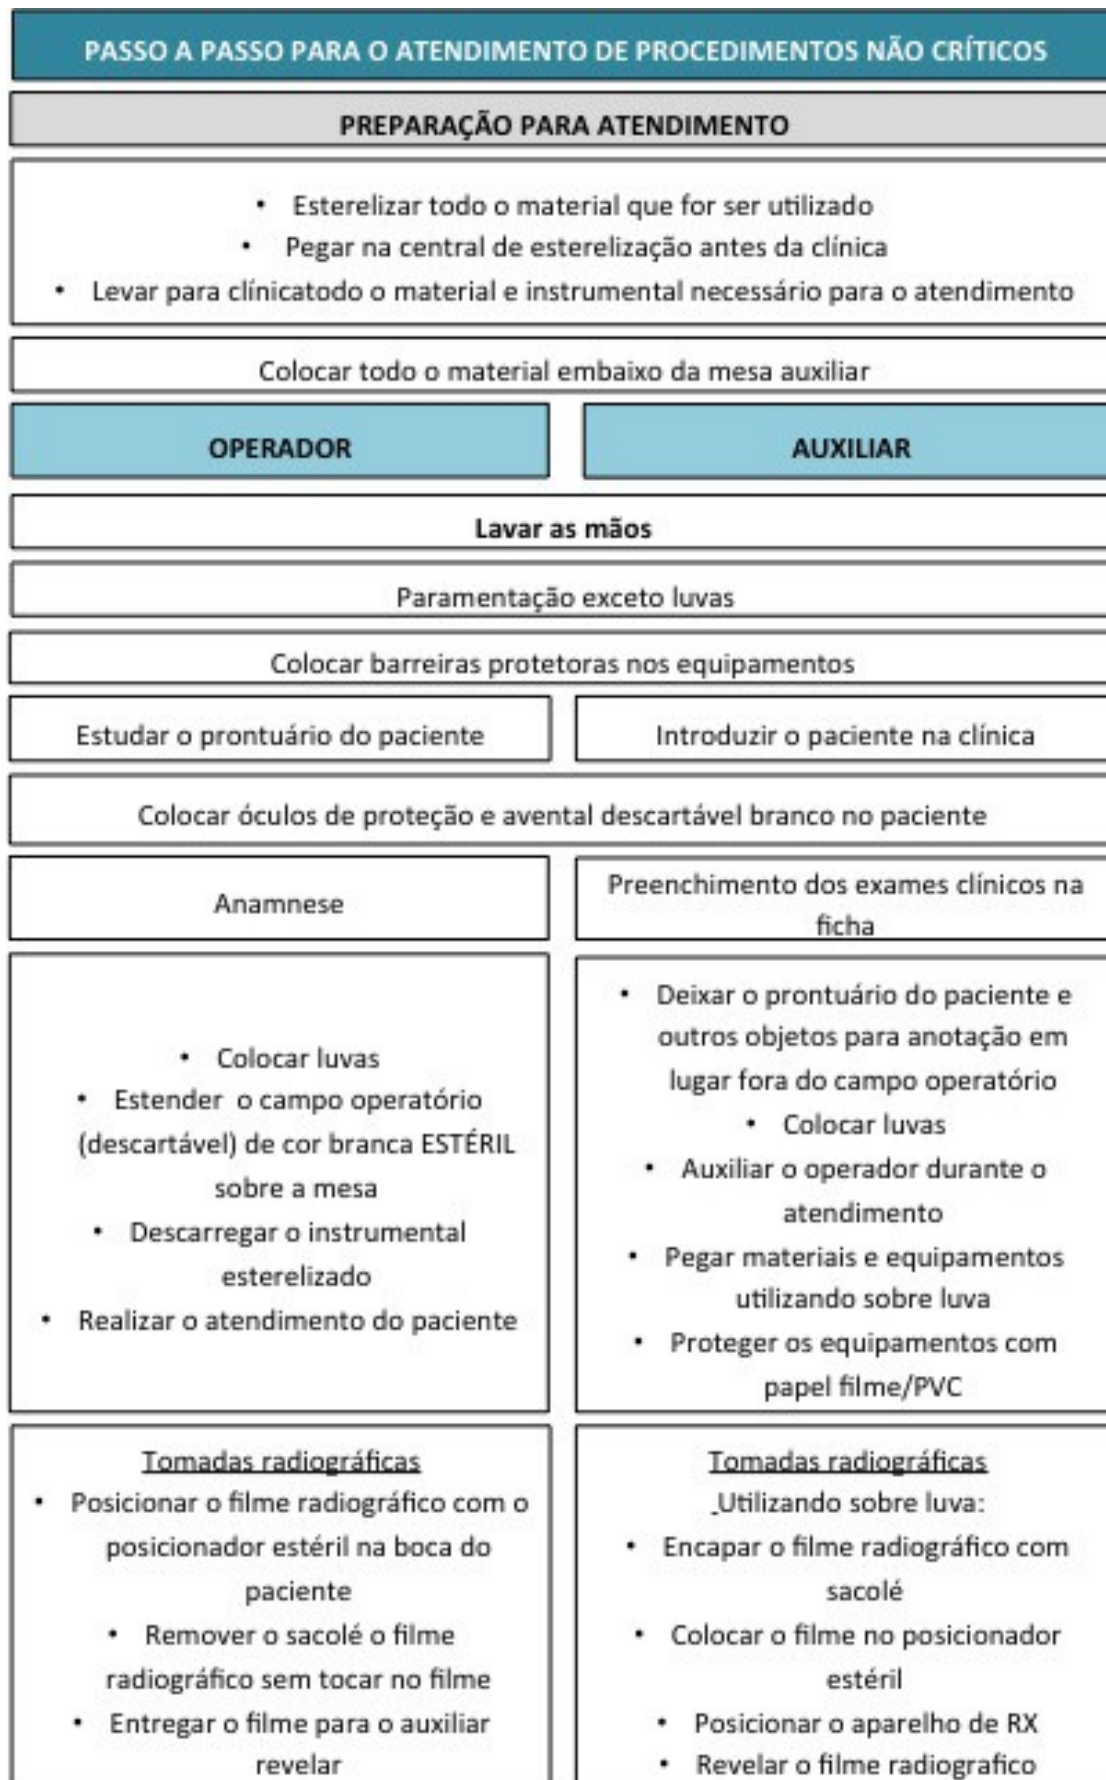 PASSO A PASSO PARA O ATENDIMENTO DE PROCEDIMENTOS NÃO CRÍTICOS
PREPARAÇÃO PARA ATENDIMENTO
• Esterelizar todo o material que for ser utilizado
• Pegar na central de esterelização antes da clínica
• Levar para clínicatodo o material e instrumental necessário para o atendimento
Colocar todo o material embaixo da mesa auxiliar
OPERADOR
AUXILIAR
Lavar as mãos
Paramentação exceto luvas
Colocar barreiras protetoras nos equipamentos
Estudar o prontuário do paciente
Introduzir o paciente na clínica
Colocar óculos de proteção e avental descartável branco no paciente
Anamnese
Preenchimento dos exames clínicos na
ficha
• Colocar luvas
• Estender o campo operatório
(descartável) de cor branca ESTÉRIL
sobre a mesa
• Descarregar o instrumental
esterelizado
• Realizar o atendimento do paciente
• Deixar o prontuário do paciente e
outros objetos para anotação em
lugar fora do campo operatório
• Colocar luvas
• Auxiliar o operador durante o
atendimento
• Pegar materiais e equipamentos
utilizando sobre luva
• Proteger os equipamentos com
papel filme/PVC
Tomadas radiográficas
• Posicionar o filme radiográfico com o
posicionador estéril na boca do
paciente
• Remover o sacolé o filme
radiográfico sem tocar no filme
• Entregar o filme para o auxiliar
revelar
Tomadas radiográficas
Utilizando sobre luva:
• Encapar o filme radiográfico com
sacolé
• Colocar o filme no posicionador
estéril
• Posicionar o aparelho de RX
• Revelar o filme radiografico